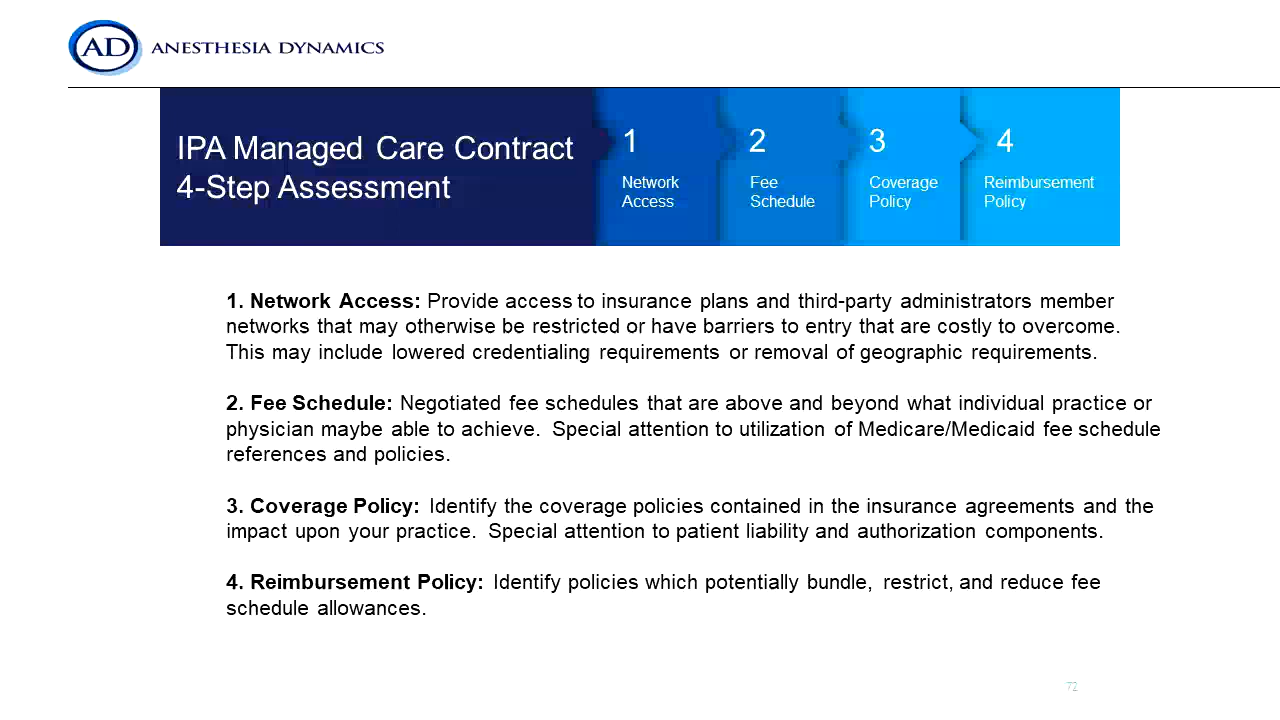 AD ANESTHESIA DYNAMICS
IPA Managed Care Contract
4-Step Assessment
1
Network
Access
2
Fee
Schedule
3
Coverage
Policy
4
Reimbursement
Policy
1. Network Access: Provide access to insurance plans and third-party administrators member
networks that may otherwise be restricted or have barriers to entry that are costly to overcome.
This may include lowered credentialing requirements or removal of geographic requirements.
2. Fee Schedule: Negotiated fee schedules that are above and beyond what individual practice or
physician maybe able to achieve. Special attention to utilization of Medicare/Medicaid fee schedule
references and policies.
3. Coverage Policy: Identify the coverage policies contained in the insurance agreements and the
impact upon your practice. Special attention to patient liability and authorization components.
4. Reimbursement Policy: Identify policies which potentially bundle, restrict, and reduce fee
schedule allowances.
72